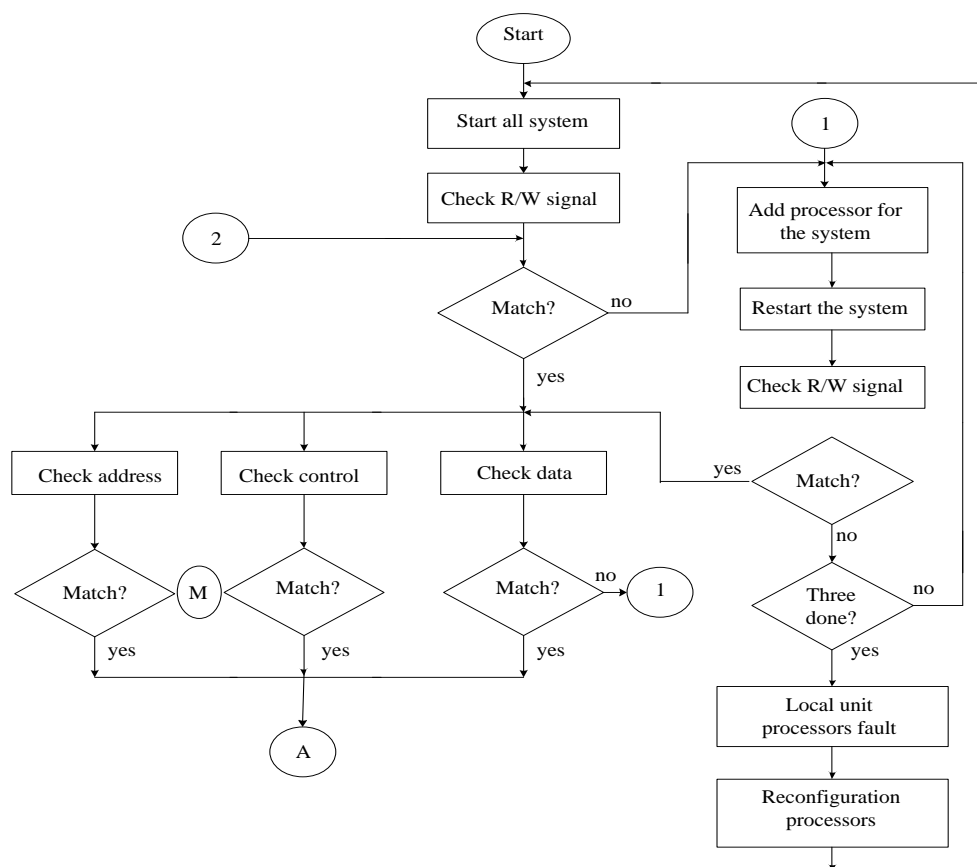 Start
Start all system
1
Check R/W signal
Add processor for
the system
2
Match?
no
Restart the system
yes
Check R/W signal
Check address
Check control
Check data
yes
Match?
no
Match?
M
Match?
Match?
no
1
Three
done?
no
yes
yes
yes
yes
Local unit
processors fault
A
Reconfiguration
processors